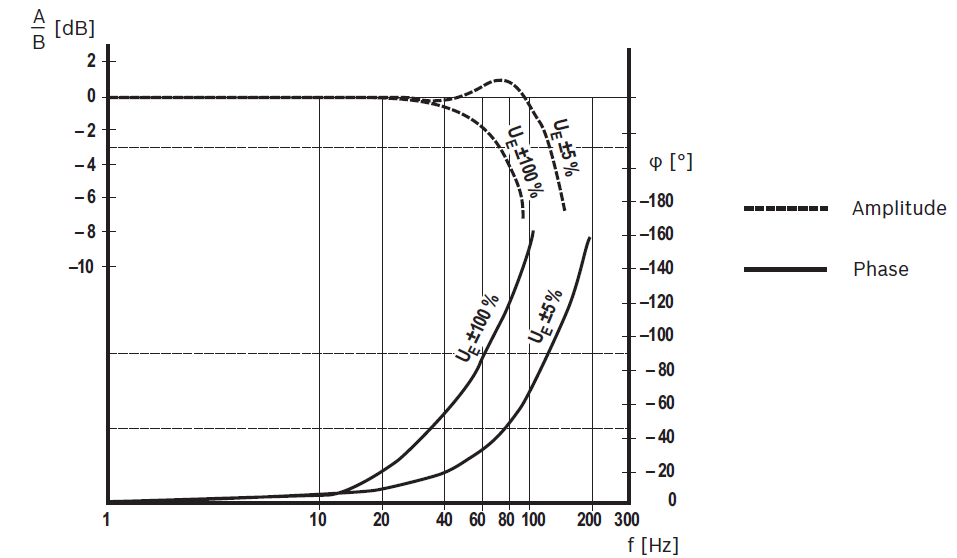 A
B
[dB]
2
0
–2
–4
–6
–8
–10
UE ±100 %
UE ±5 %
UE ±100 %
UE ±5 %
φ [°]
–180
–160
–140
–120
–100
–80
–60
–40
–20
0
1 10 20 40 60 80 100 200 300
f [Hz]
Amplitude
Phase